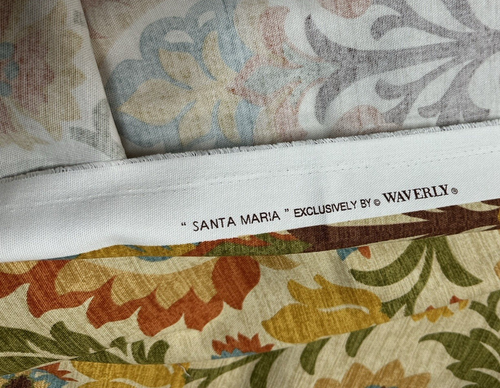 " SANTA MARIA " EXCLUSIVELY BY © WAVERLY ®